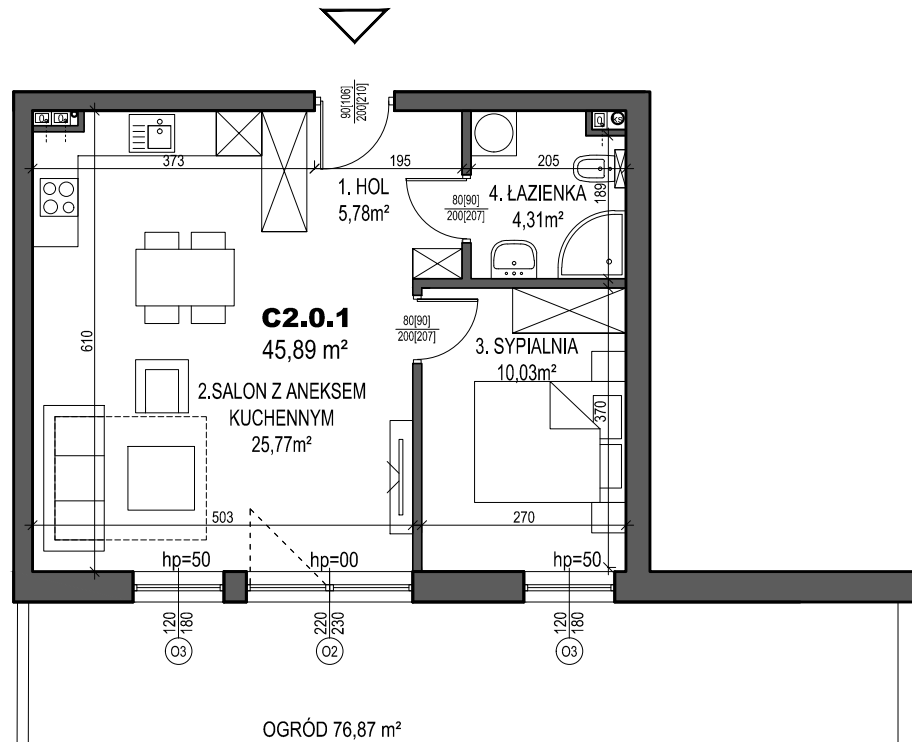 90[106]
200[210]
373
195
205
1. HOL
5,78m²
80[90]
200[207]
4. ŁAZIENKA
4,31m²
189
C2.0.1
45,89 m²
610
80[90]
200[207]
3. SYPIALNIA
10,03m²
2.SALON Z ANEKSEM
KUCHENNYM
25,77m²
370
503
270
hp=50
hp=00
hp=50
120
180
220
230
120
180
O3
O2
O3
OGRÓD 76,87 m²